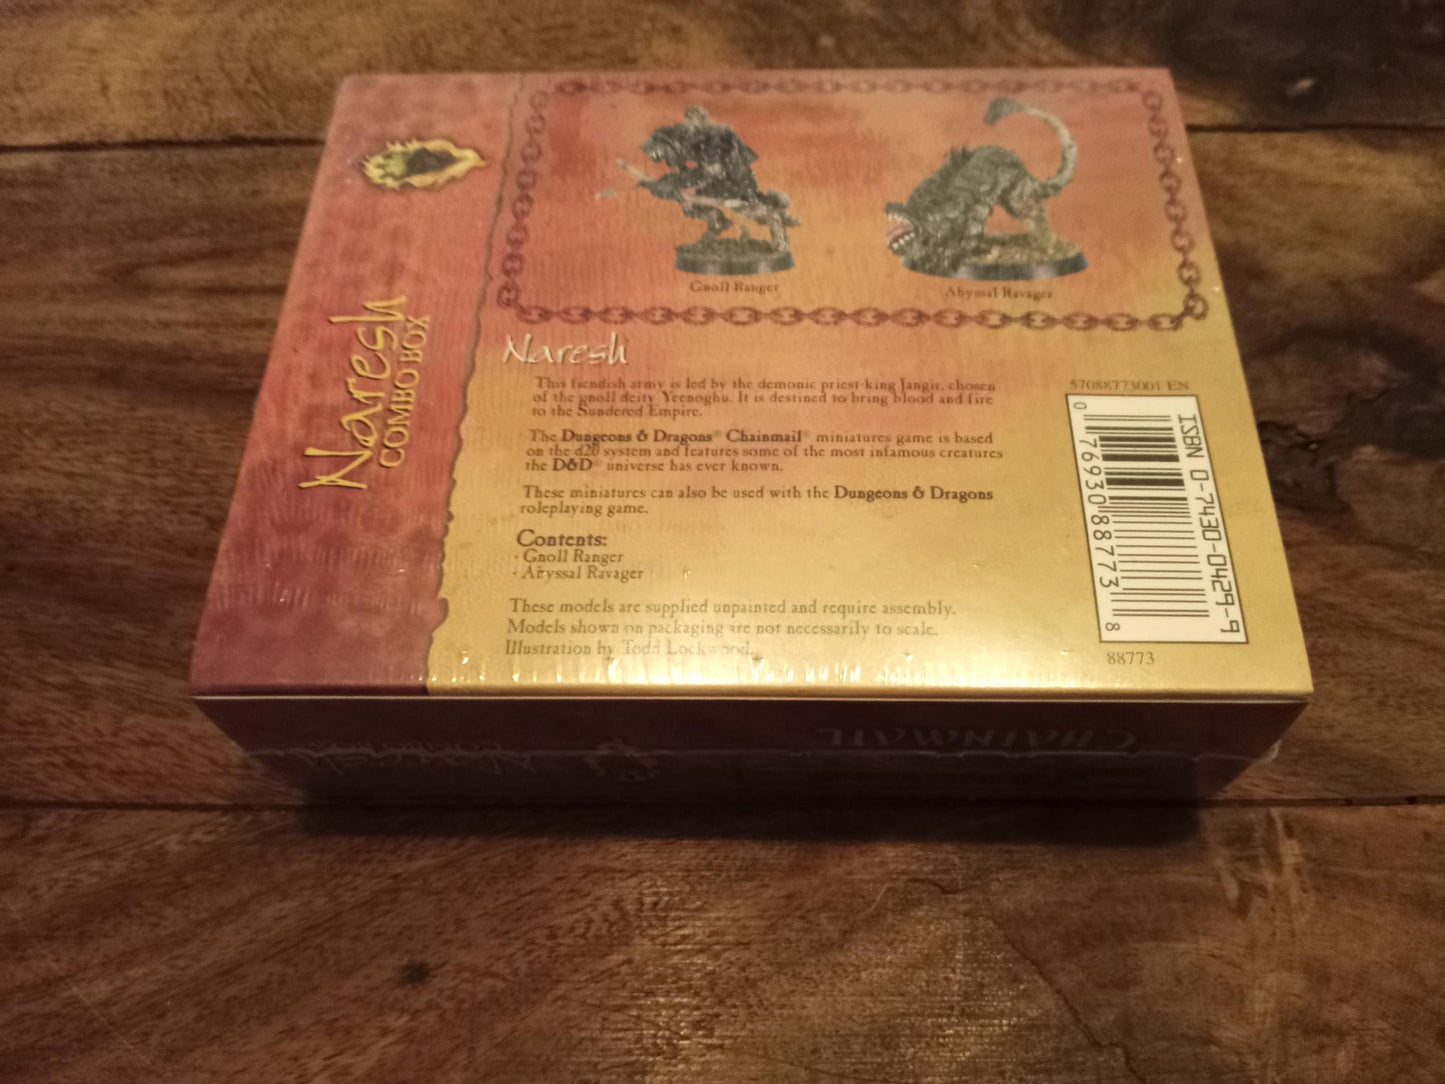 Gnoll Ranger
Abyssal Ravager
Naresh
COMBO BOX
Naresh
This fiendish army is led by the demonic priest-king Jangir, chosen
of the gnoll deity Yeenoghu. It is destined to bring blood and fire
to the Sundered Empire.
The Dungeons & Dragons® Chainmail® miniatures game is based
on the d20 system and features some of the most infamous creatures
the D&D® universe has ever known.
These miniatures can also be used with the Dungeons & Dragons
roleplaying game.
Contents:
· Gnoll Ranger
· Abyssal Ravager
These models are supplied unpainted and require assembly.
Models shown on packaging are not necessarily to scale.
Illustration by Todd Lockwood.
57088773001 EN
ISBN 0-7430-0429-9
0 76930 88773 8
88773
CHAINMAIL
Naresh